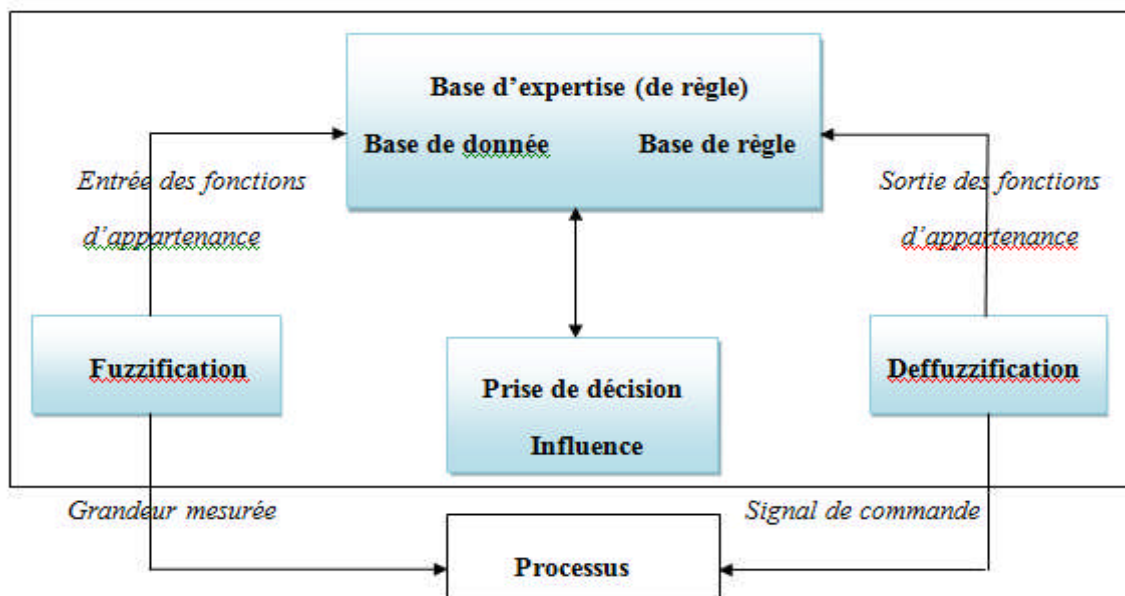 Base d'expertise (de règle)
Base de donnée Base de règle
Entrée des fonctions
d'appartenance
Sortie des fonctions
d'appartenance
Fuzzification
Prise de décision
Influence
Deffuzzification
Grandeur mesurée
Signal de commande
Processus